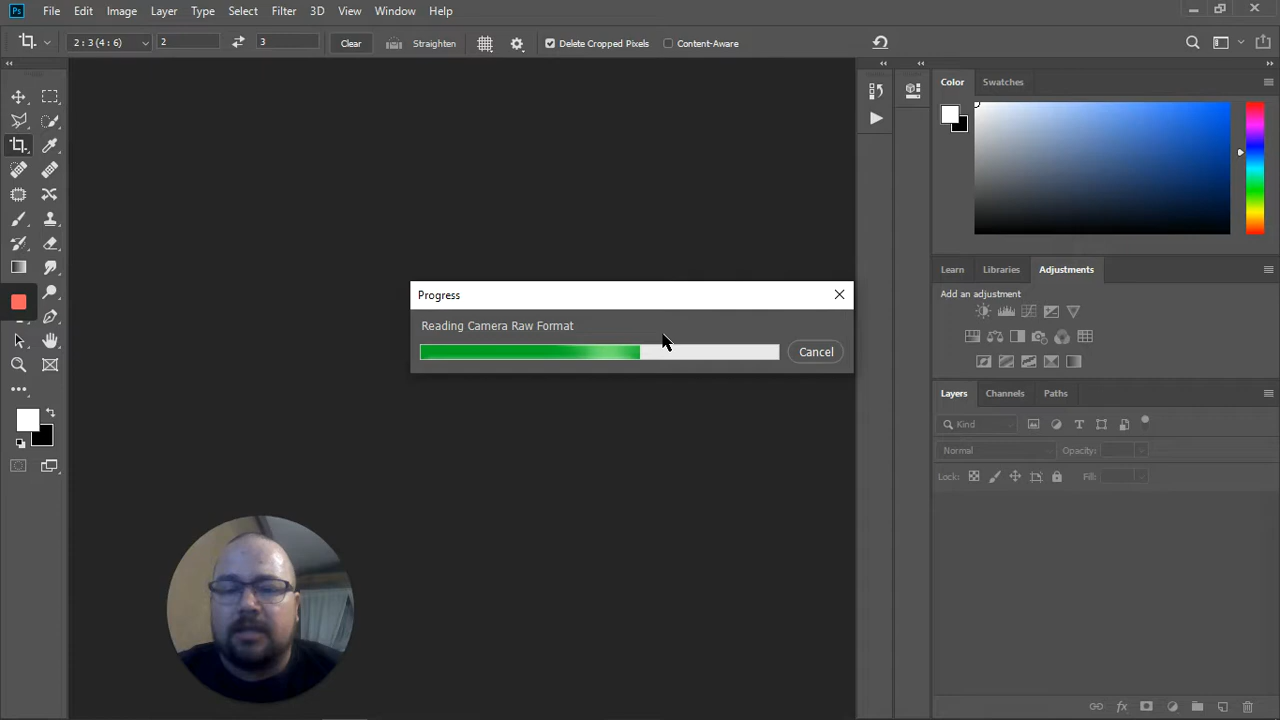 Ps File Edit Image Layer Type Select Filter 3D View Window Help
2 : 3 (4 : 6) 2 3 Clear Straighten Delete Cropped Pixels Content-Aware
Color Swatches
Learn Libraries Adjustments
Add an adjustment
Progress
Reading Camera Raw Format
Cancel
Layers Channels Paths
Kind
Normal Opacity:
Lock: Fill:
fx